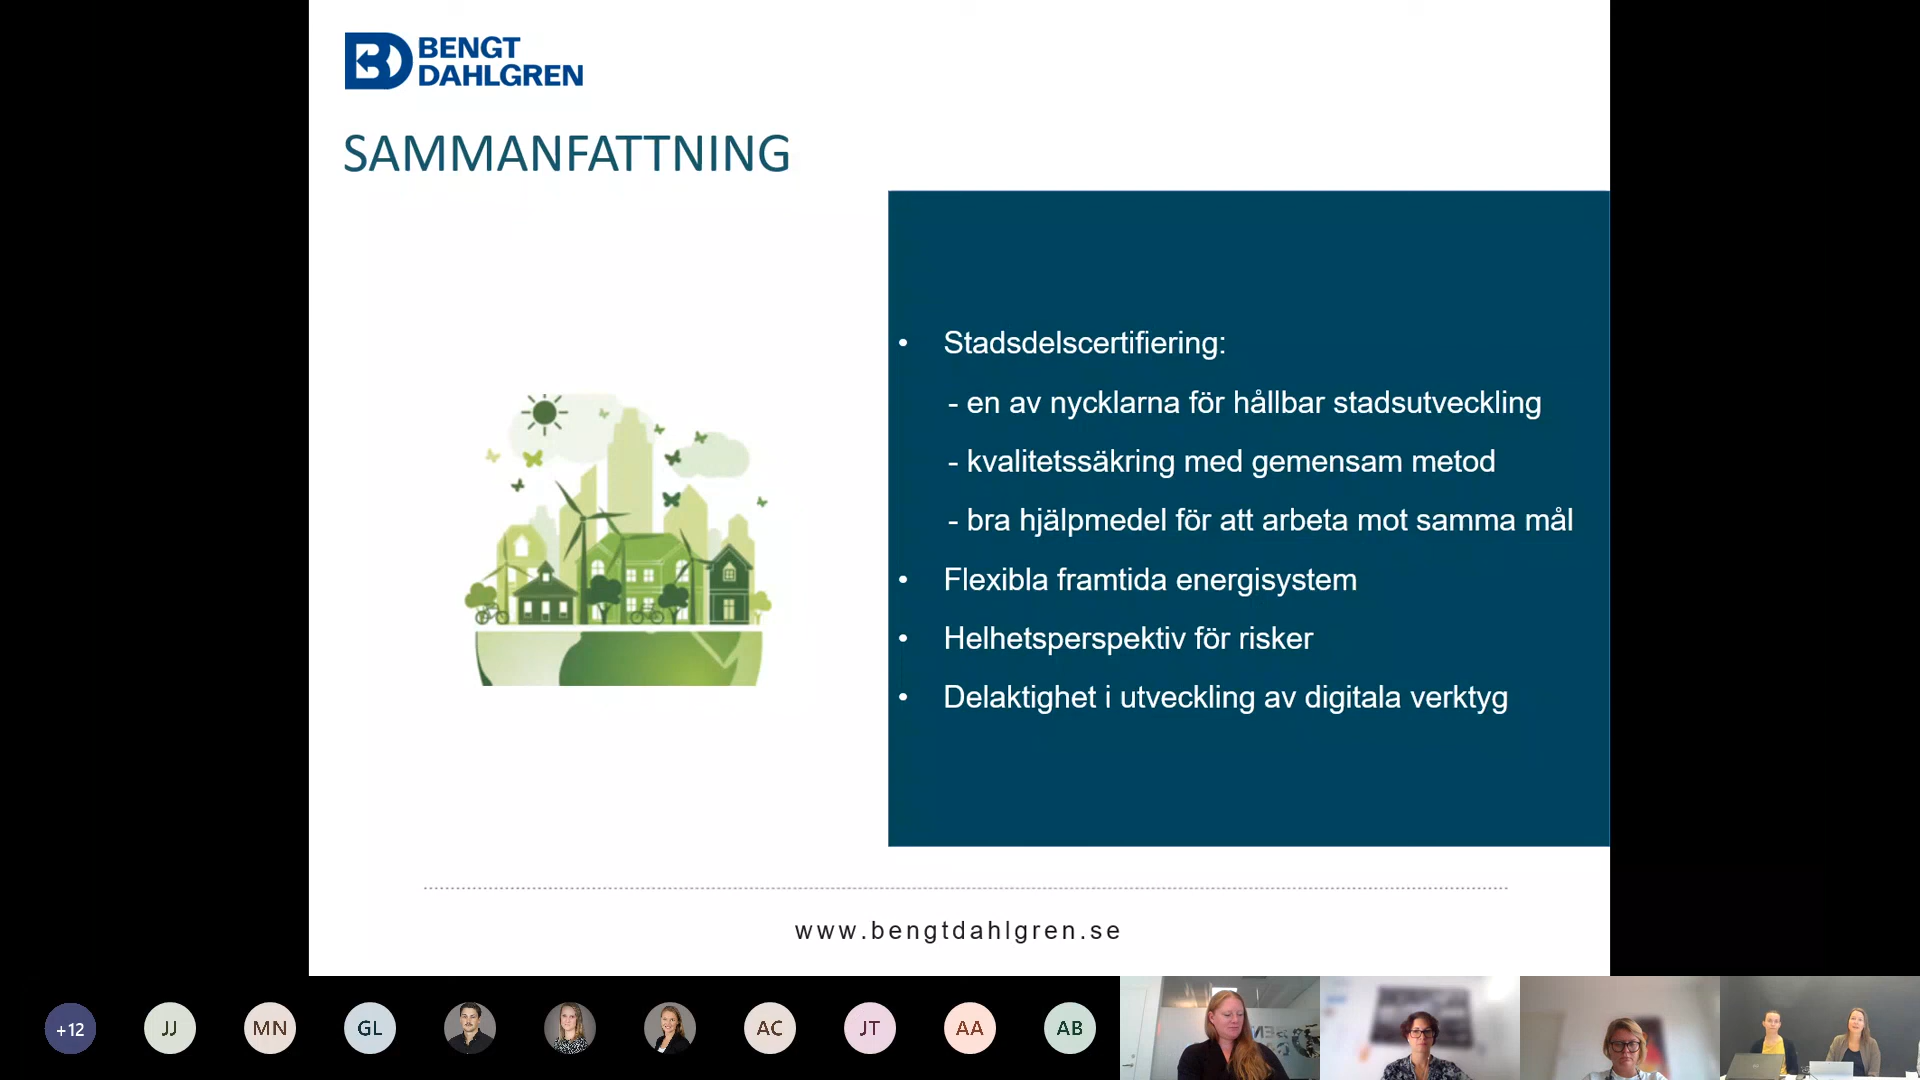 BENGT
DAHLGREN
SAMMANFATTNING
• Stadsdelscertifiering:
- en av nycklarna för hållbar stadsutveckling
- kvalitetssäkring med gemensam metod
- bra hjälpmedel för att arbeta mot samma mål
• Flexibla framtida energisystem
• Helhetsperspektiv för risker
• Delaktighet i utveckling av digitala verktyg
www.bengtdahlgren.se
+12 JJ MN GL AC JT AA AB